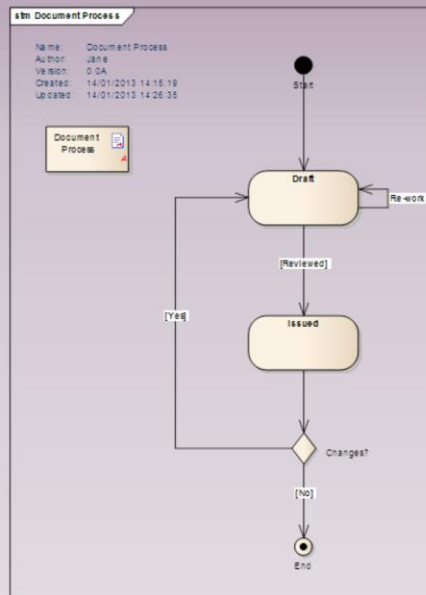 stm Document Process
Name: Document Process
Author: Jane
Version: 0.0A
Created: 14/01/2013 14:15:19
Updated: 14/01/2013 14:26:35
Start
Document
Process
A
Draft
Re-work
[Reviewed]
[Yes]
Issued
Changes?
[No]
End